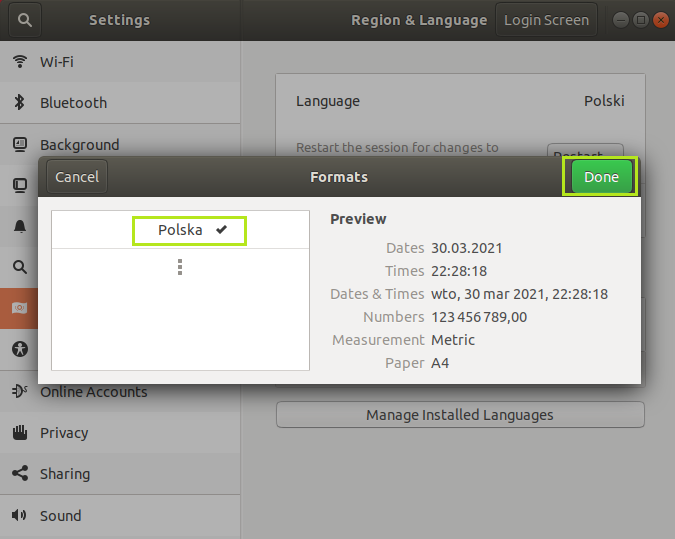 Settings
Region & Language
Login Screen
Wi-Fi
Bluetooth
Background
Language
Polski
Restart the session for changes to
Restart...
Cancel
Formats
Done
Polska
Preview
Dates 30.03.2021
Times 22:28:18
Dates & Times wto, 30 mar 2021, 22:28:18
Numbers 123 456 789,00
Measurement Metric
Paper A4
Online Accounts
Privacy
Sharing
Sound
Manage Installed Languages